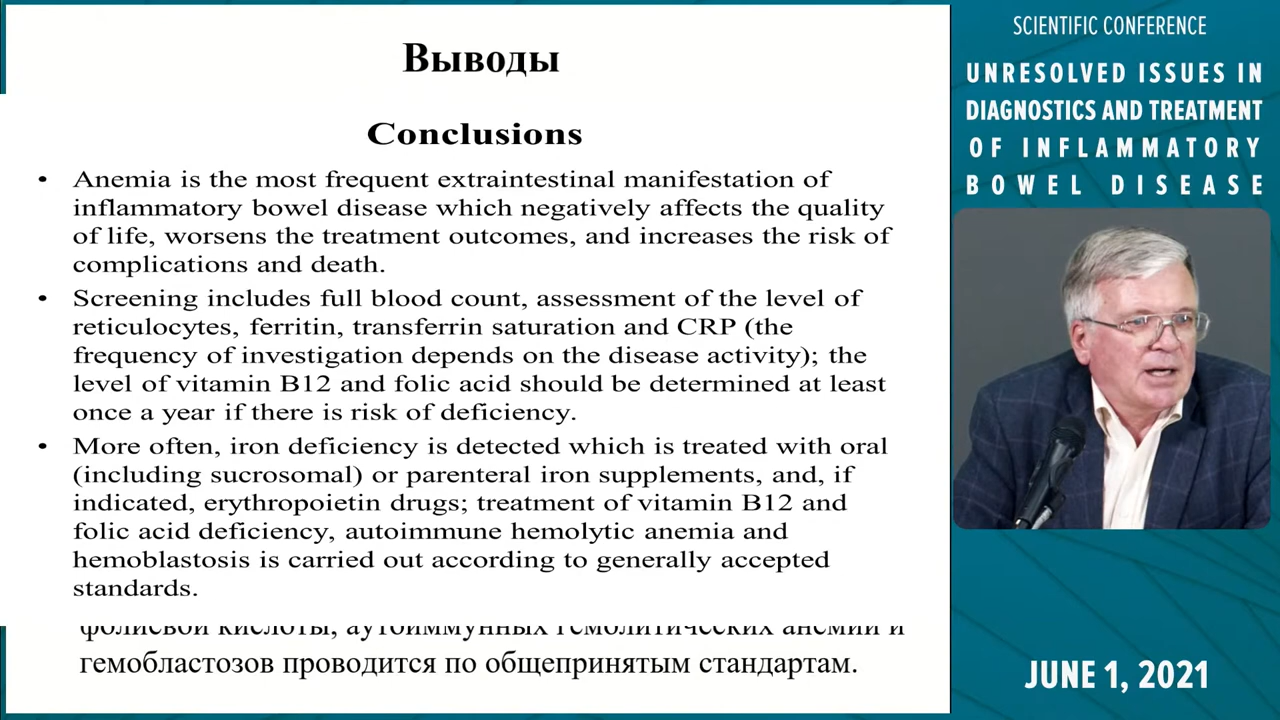 Выводы
Conclusions
• Anemia is the most frequent extraintestinal manifestation of
inflammatory bowel disease which negatively affects the quality
of life, worsens the treatment outcomes, and increases the risk of
complications and death.
• Screening includes full blood count, assessment of the level of
reticulocytes, ferritin, transferrin saturation and CRP (the
frequency of investigation depends on the disease activity); the
level of vitamin B12 and folic acid should be determined at least
once a year if there is risk of deficiency.
• More often, iron deficiency is detected which is treated with oral
(including sucrosomal) or parenteral iron supplements, and, if
indicated, erythropoietin drugs; treatment of vitamin B12 and
folic acid deficiency, autoimmune hemolytic anemia and
hemoblastosis is carried out according to generally accepted
standards.
фолиевой кислоты, аутоиммунных гемолитических анемий и
гемобластозов проводится по общепринятым стандартам.
SCIENTIFIC CONFERENCE
UNRESOLVED ISSUES IN
DIAGNOSTICS AND TREATMENT
OF INFLAMMATORY
BOWEL DISEASE
JUNE 1, 2021